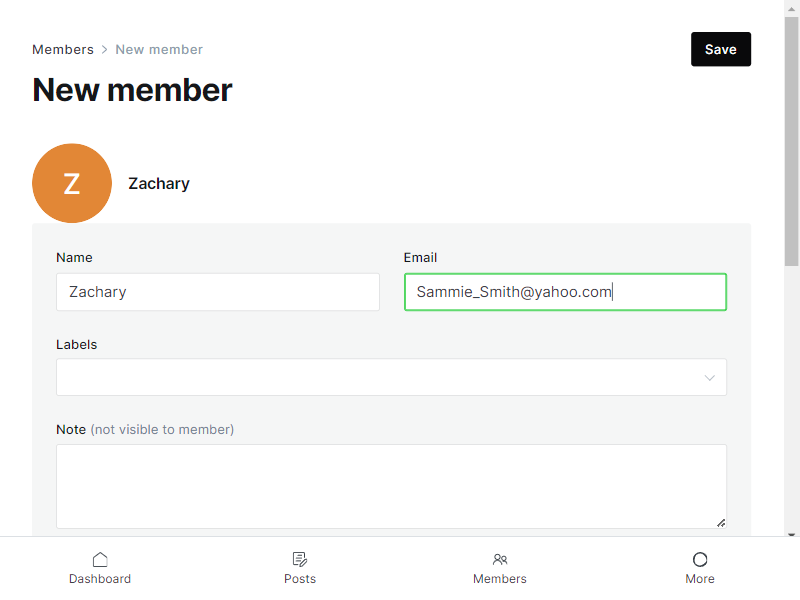 Members > New member
Save
New member
Z
Zachary
Name
Email
Zachary
Sammie_Smith@yahoo.com
Labels
Note (not visible to member)
Dashboard
Posts
Members
More